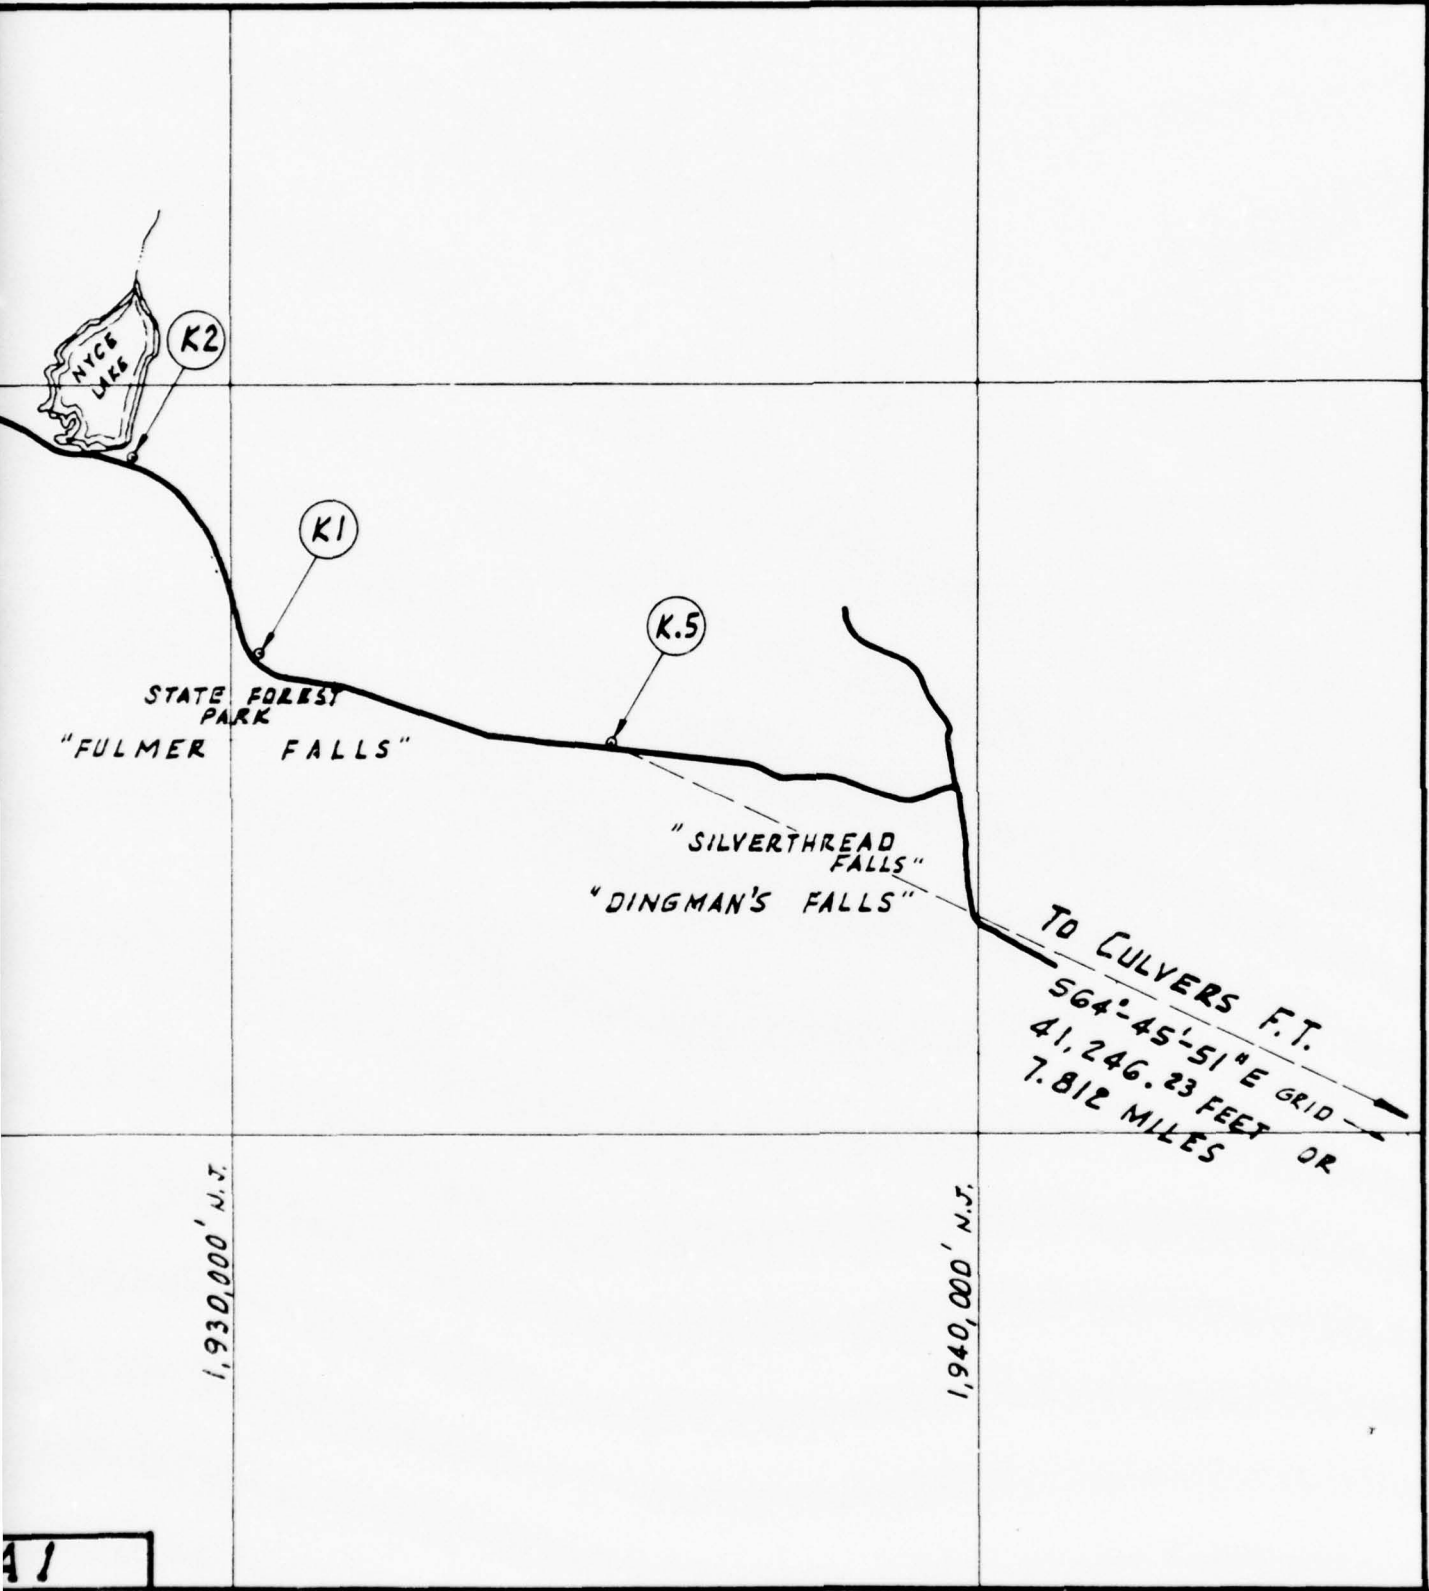 NYCE
LAKE
K2
K1
K.5
STATE FOREST
PARK
"FULMER FALLS"
"SILVERTHREAD
FALLS"
"DINGMAN'S FALLS"
TO CULVERS F.T.
S64°-45'-51"E GRID
41,246.23 FEET OR
7.812 MILES
1,930,000' N.J.
1,940,000' N.J.
A1